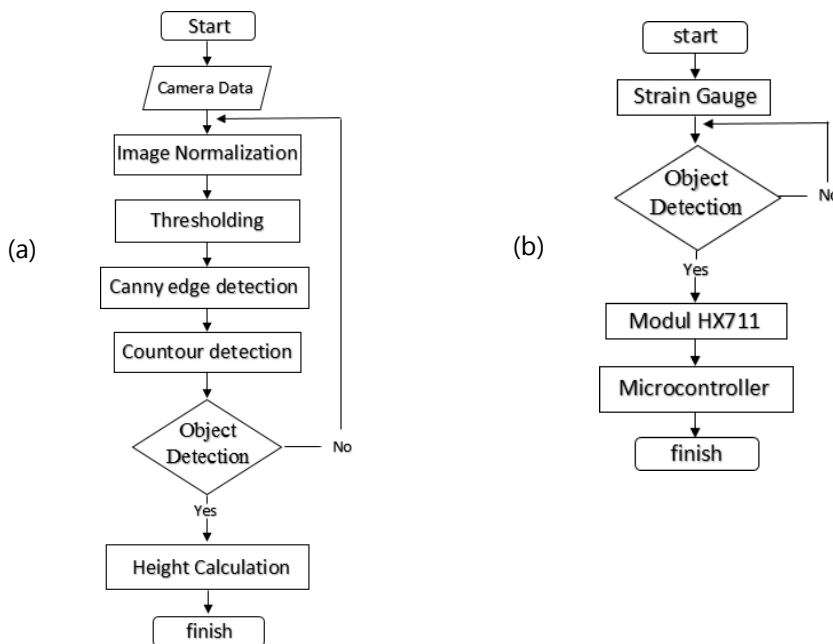 (a)
Start
Camera Data
Image Normalization
Thresholding
Canny edge detection
Countour detection
Object
Detection
No
Yes
Height Calculation
finish
(b)
start
Strain Gauge
Object
Detection
No
Yes
Modul HX711
Microcontroller
finish